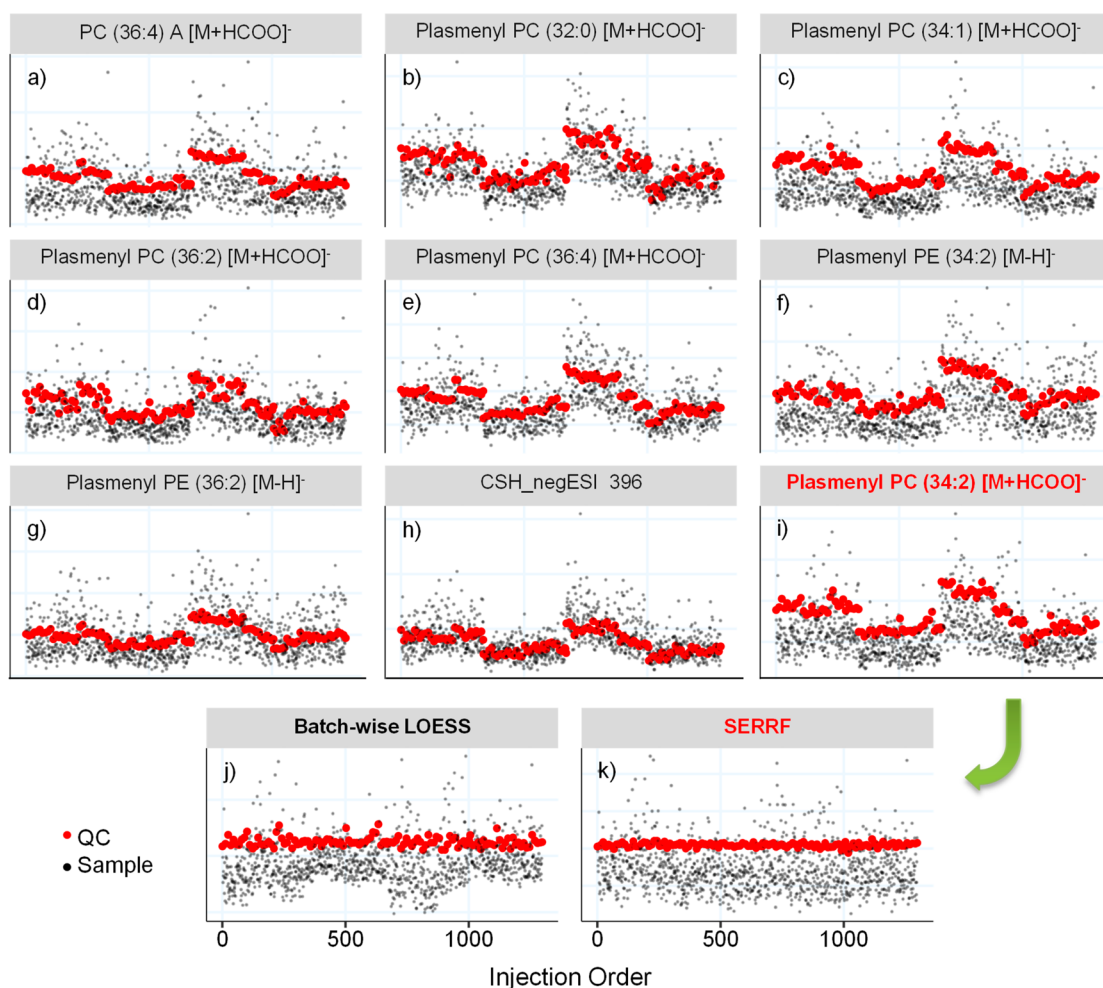 PC (36:4) A [M+HCOO]-
Plasmenyl PC (32:0) [M+HCOO]-
Plasmenyl PC (34:1) [M+HCOO]-
a)
b)
c)
Plasmenyl PC (36:2) [M+HCOO]-
Plasmenyl PC (36:4) [M+HCOO]-
Plasmenyl PE (34:2) [M-H]-
d)
e)
f)
Plasmenyl PE (36:2) [M-H]-
CSH_negESI 396
Plasmenyl PC (34:2) [M+HCOO]-
g)
h)
i)
Batch-wise LOESS
SERRF
j)
k)
QC
Sample
0
500
1000
0
500
1000
Injection Order